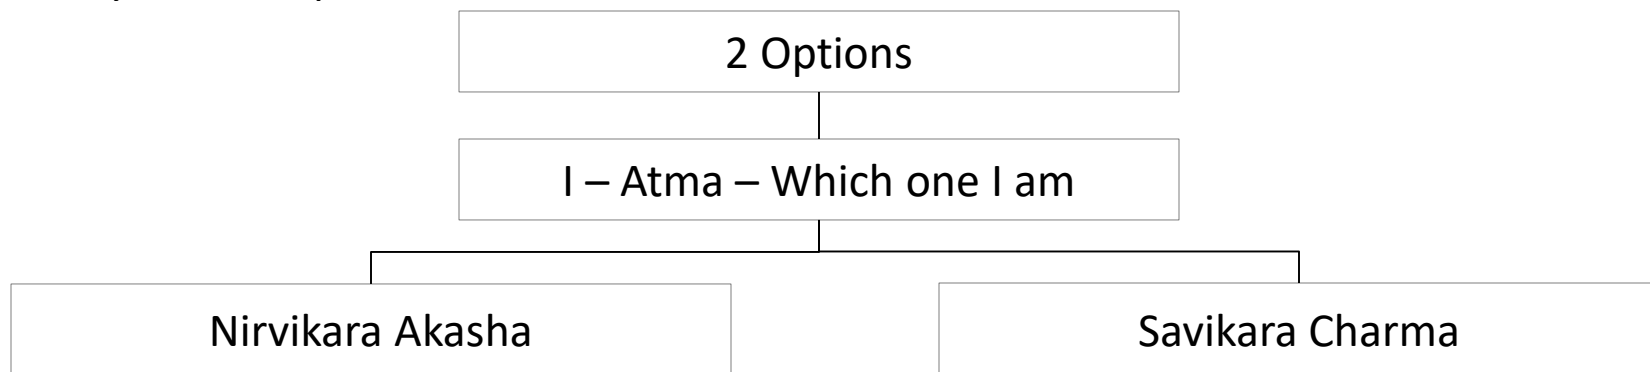 2 Options
I – Atma – Which one I am
Nirvikara Akasha
Savikara Charma